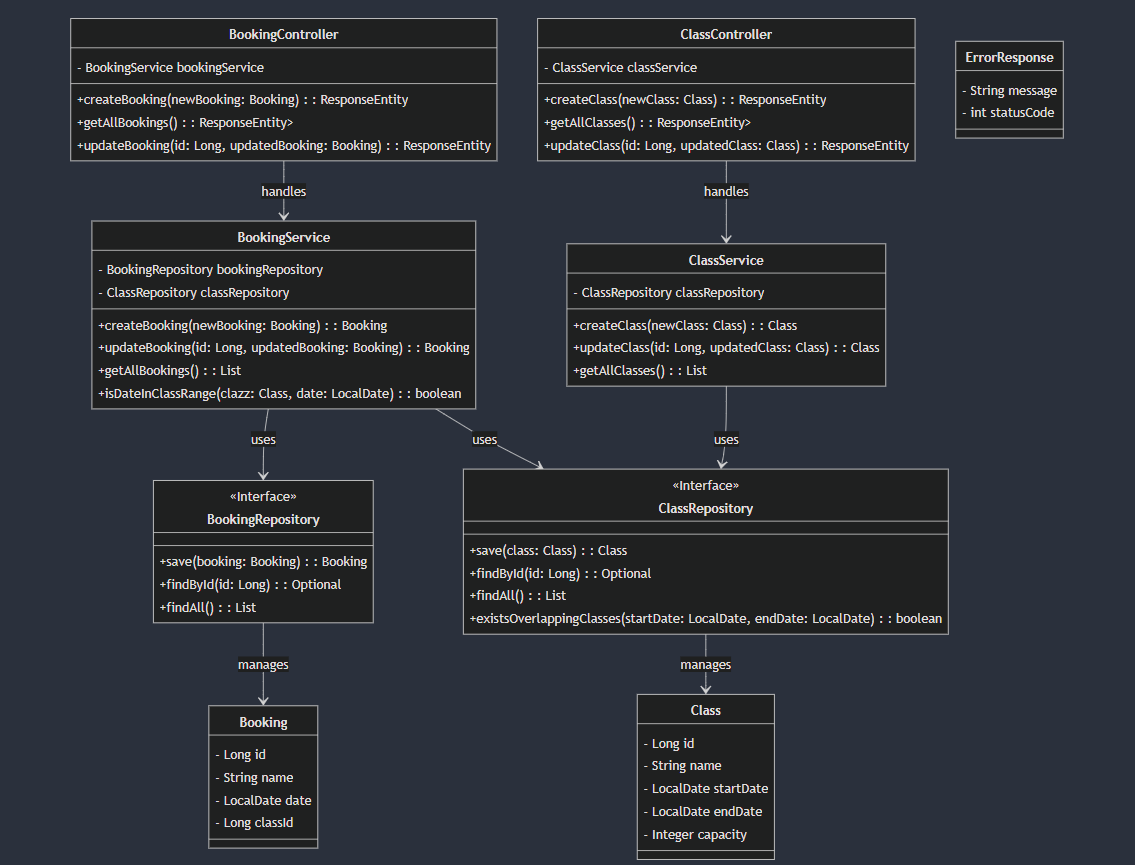 BookingController
- BookingService bookingService
+createBooking(newBooking: Booking) : : ResponseEntity
+getAllBookings() : : ResponseEntity>
+updateBooking(id: Long, updatedBooking: Booking) : : ResponseEntity
ClassController
- ClassService classService
+createClass(newClass: Class) : : ResponseEntity
+getAllClasses() : : ResponseEntity>
+updateClass(id: Long, updatedClass: Class) : : ResponseEntity
ErrorResponse
- String message
- int statusCode
handles
handles
BookingService
- BookingRepository bookingRepository
- ClassRepository classRepository
+createBooking(newBooking: Booking) : : Booking
+updateBooking(id: Long, updatedBooking: Booking) : : Booking
+getAllBookings() : : List
+isDateInClassRange(clazz: Class, date: LocalDate) : : boolean
ClassService
- ClassRepository classRepository
+createClass(newClass: Class) : : Class
+updateClass(id: Long, updatedClass: Class) : : Class
+getAllClasses() : : List
uses
uses
uses
«Interface»
BookingRepository
+save(booking: Booking) : : Booking
+findById(id: Long) : : Optional
+findAll() : : List
«Interface»
ClassRepository
+save(class: Class) : : Class
+findById(id: Long) : : Optional
+findAll() : : List
+existsOverlappingClasses(startDate: LocalDate, endDate: LocalDate) : : boolean
manages
manages
Booking
- Long id
- String name
- LocalDate date
- Long classId
Class
- Long id
- String name
- LocalDate startDate
- LocalDate endDate
- Integer capacity